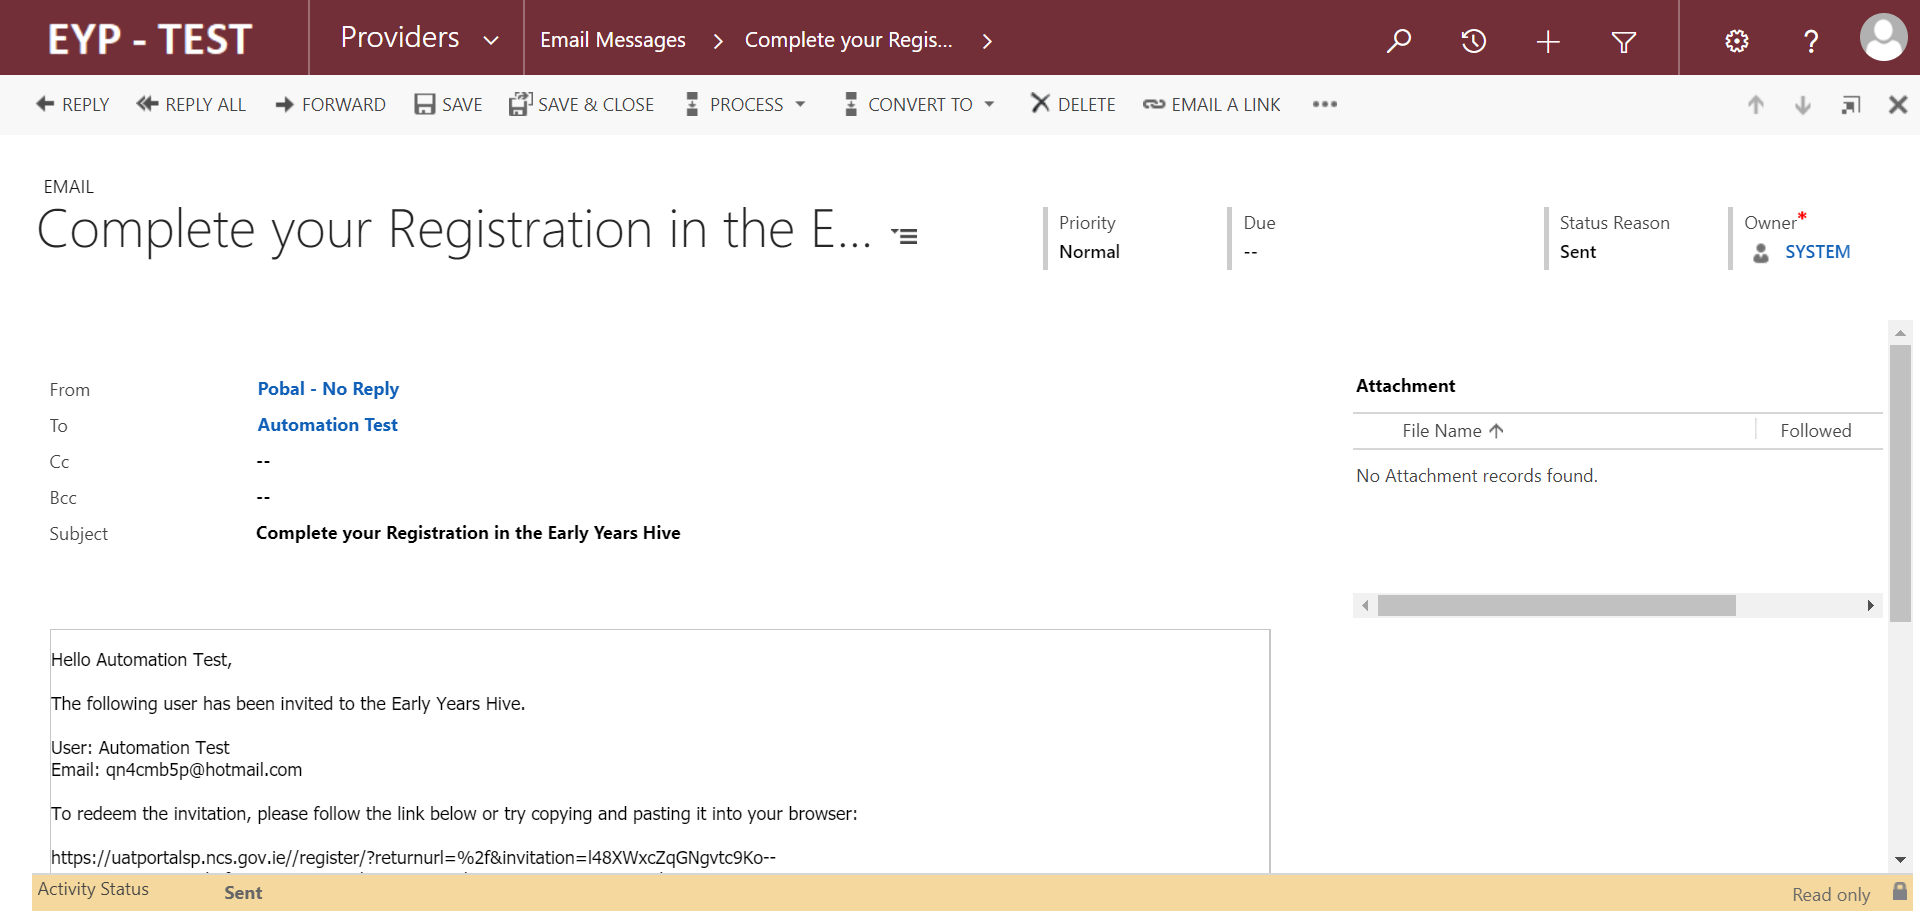 EYP - TEST
Providers
Email Messages
Complete your Regis...
REPLY
REPLY ALL
FORWARD
SAVE
SAVE & CLOSE
PROCESS
CONVERT TO
DELETE
EMAIL A LINK
EMAIL
Complete your Registration in the E...
Priority
Normal
Due
--
Status Reason
Sent
Owner*
SYSTEM
From Pobal - No Reply
To Automation Test
Cc --
Bcc --
Subject Complete your Registration in the Early Years Hive
Attachment
File Name Followed
No Attachment records found.
Hello Automation Test,
The following user has been invited to the Early Years Hive.
User: Automation Test
Email: qn4cmb5p@hotmail.com
To redeem the invitation, please follow the link below or try copying and pasting it into your browser:
https://uatportalsp.ncs.gov.ie//register/?returnurl=%2f&invitation=l48XWxcZqGNgvtc9Ko--
Activity Status Sent Read only